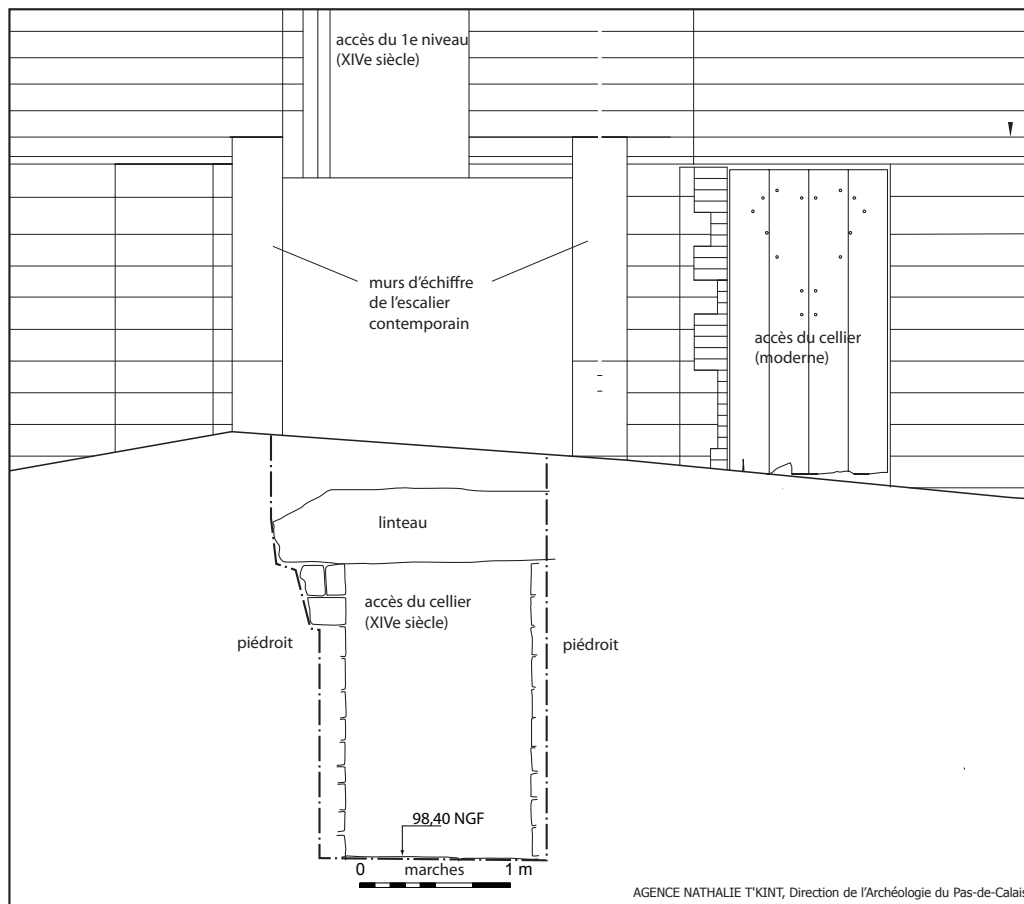 accès du 1e niveau
(XIVe siècle)
murs d'échiffre
de l'escalier
contemporain
accès du cellier
(moderne)
linteau
accès du cellier
(XIVe siècle)
piédroit
piédroit
98,40 NGF
0 marches 1 m
AGENCE NATHALIE T'KINT, Direction de l'Archéologie du Pas-de-Calais